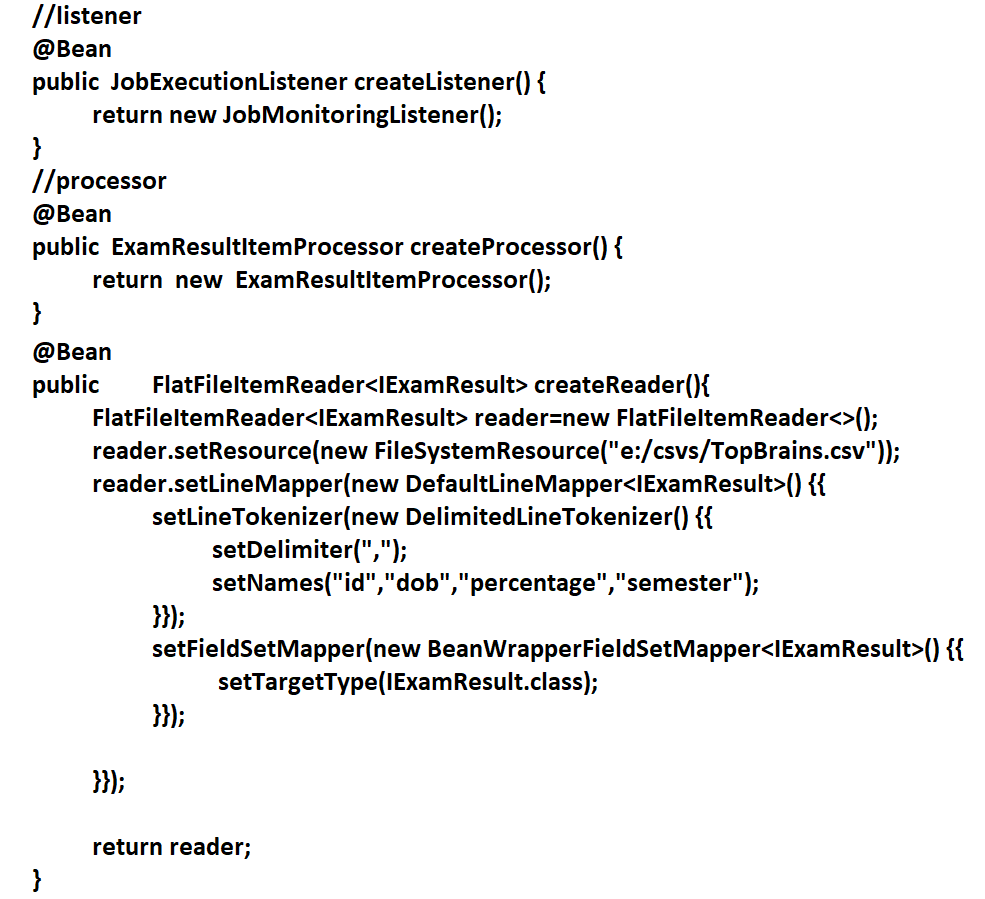 //listener
@Bean
public  JobExecutionListener createListener() {
return new JobMonitoringListener();
}
//processor
@Bean
public  ExamResultItemProcessor createProcessor() {
return  new  ExamResultItemProcessor();
}
@Bean
public FlatFileItemReader<IExamResult> createReader(){
FlatFileItemReader<IExamResult> reader=new FlatFileItemReader<>();
reader.setResource(new FileSystemResource("e:/csvs/TopBrains.csv"));
reader.setLineMapper(new DefaultLineMapper<IExamResult>() {{
setLineTokenizer(new DelimitedLineTokenizer() {{
setDelimiter(",");
setNames("id","dob","percentage","semester");
}});
setFieldSetMapper(new BeanWrapperFieldSetMapper<IExamResult>() {{
setTargetType(IExamResult.class);
}});
}});
return reader;
}